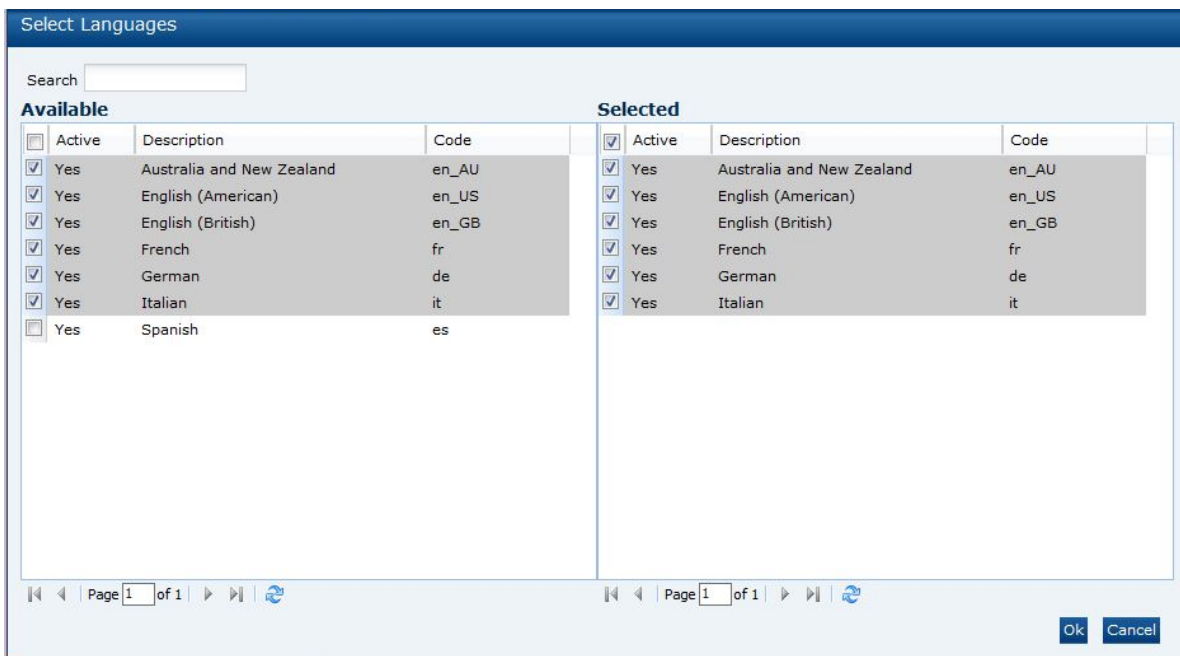 Select Languages
Search
Available
Active Description Code
Yes Australia and New Zealand en_AU
Yes English (American) en_US
Yes English (British) en_GB
Yes French fr
Yes German de
Yes Italian it
Yes Spanish es
Page 1 of 1
Selected
Active Description Code
Yes Australia and New Zealand en_AU
Yes English (American) en_US
Yes English (British) en_GB
Yes French fr
Yes German de
Yes Italian it
Page 1 of 1
Ok Cancel